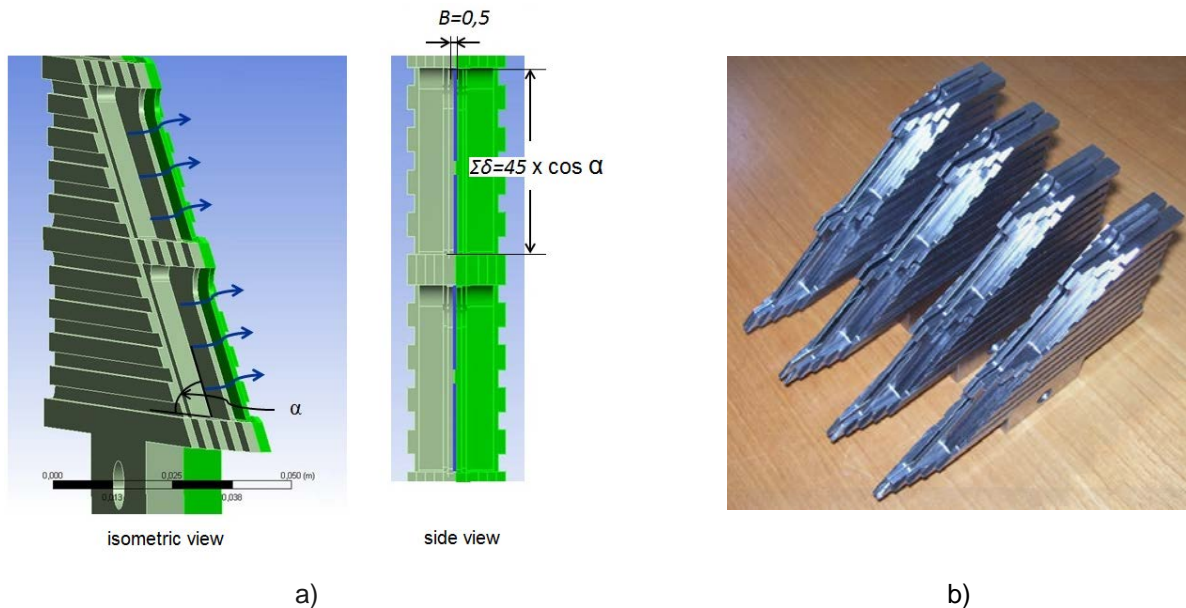 B=0,5
Σδ=45 x cos α
α
0,000
0,025
0,050 (m)
0,013
0,038
isometric view
side view
a)
b)